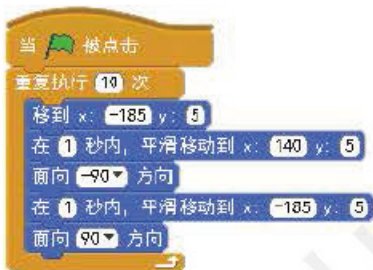 当 被点击
重复执行 10 次
移到 x: -185 y: 5
在 1 秒内，平滑移动到 x: 140 y: 5
面向 -90 方向
在 1 秒内，平滑移动到 x: -185 y: 5
面向 90 方向